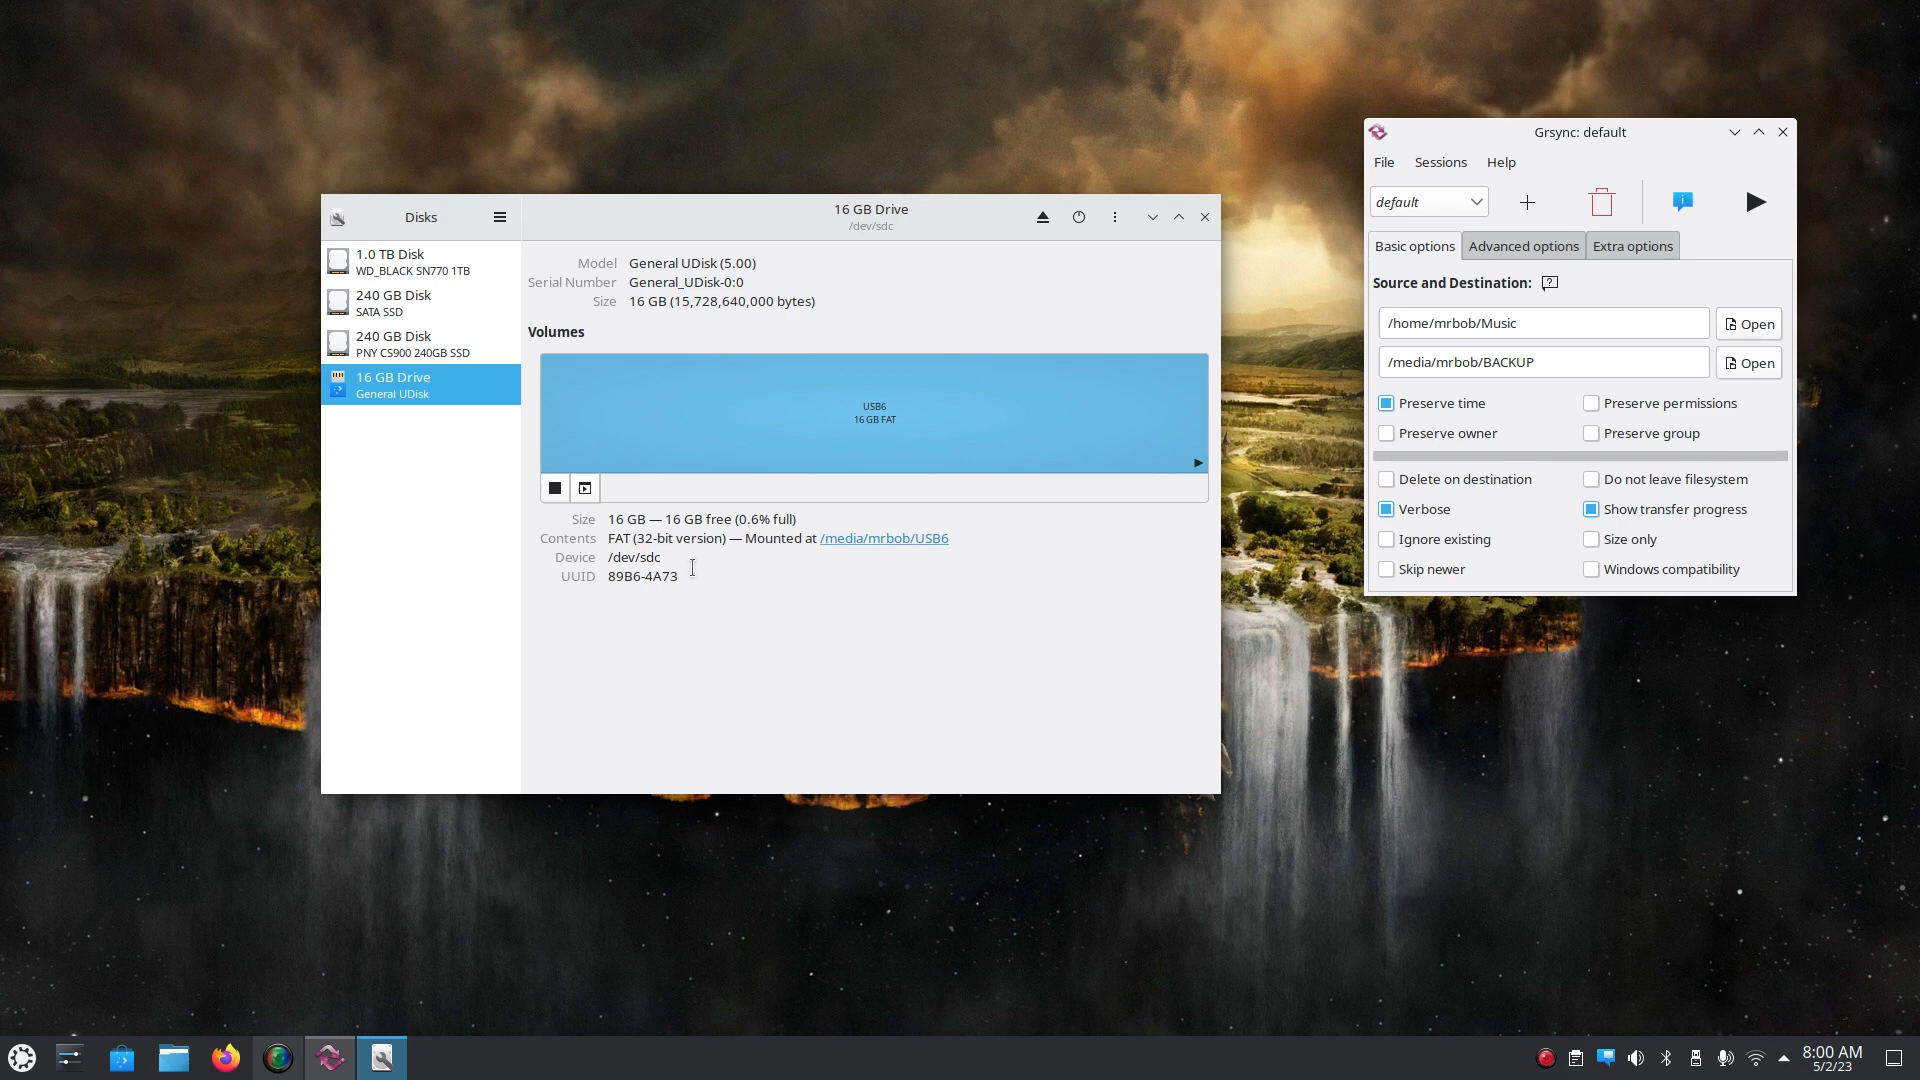 Disks
16 GB Drive
/dev/sdc
1.0 TB Disk
WD_BLACK SN770 1TB
240 GB Disk
SATA SSD
240 GB Disk
PNY CS900 240GB SSD
16 GB Drive
General UDisk
Model General UDisk (5.00)
Serial Number General_UDisk-0:0
Size 16 GB (15,728,640,000 bytes)
Volumes
USB6
16 GB FAT
Size 16 GB — 16 GB free (0.6% full)
Contents FAT (32-bit version) — Mounted at /media/mrbob/USB6
Device /dev/sdc
UUID 89B6-4A73
Grsync: default
File Sessions Help
default
Basic options Advanced options Extra options
Source and Destination:
/home/mrbob/Music Open
/media/mrbob/BACKUP Open
Preserve time Preserve permissions
Preserve owner Preserve group
Delete on destination Do not leave filesystem
Verbose Show transfer progress
Ignore existing Size only
Skip newer Windows compatibility
8:00 AM
5/2/23